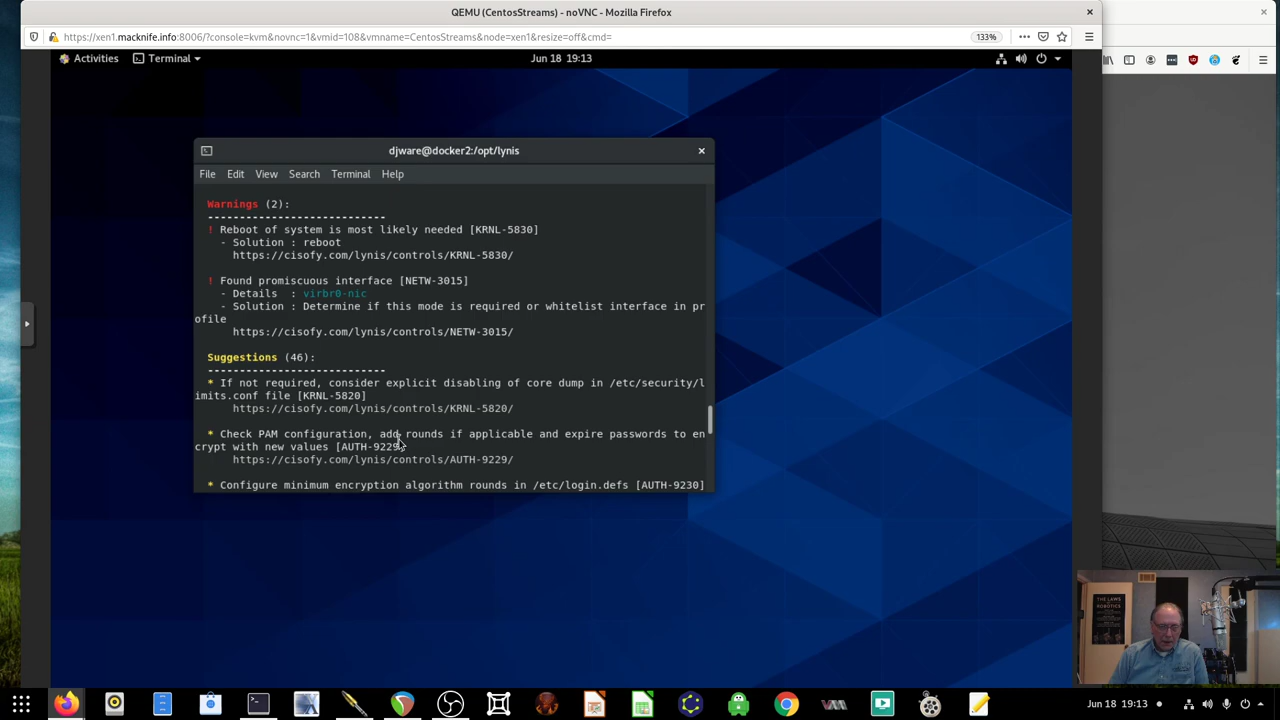 QEMU (CentosStreams) - noVNC - Mozilla Firefox
https://xen1.macknife.info:8006/?console=kvm&novnc=1&vmid=108&vmname=CentosStreams&node=xen1&resize=off&cmd=
133%
Activities
Terminal
Jun 18 19:13
djware@docker2:/opt/lynis
File Edit View Search Terminal Help
Warnings (2):
----------------------------
! Reboot of system is most likely needed [KRNL-5830]
- Solution : reboot
https://cisofy.com/lynis/controls/KRNL-5830/
! Found promiscuous interface [NETW-3015]
- Details : virbr0-nic
- Solution : Determine if this mode is required or whitelist interface in pr
ofile
https://cisofy.com/lynis/controls/NETW-3015/
Suggestions (46):
----------------------------
* If not required, consider explicit disabling of core dump in /etc/security/l
imits.conf file [KRNL-5820]
https://cisofy.com/lynis/controls/KRNL-5820/
* Check PAM configuration, add rounds if applicable and expire passwords to en
crypt with new values [AUTH-9229]
https://cisofy.com/lynis/controls/AUTH-9229/
* Configure minimum encryption algorithm rounds in /etc/login.defs [AUTH-9230]
THE LAWS
OF
ROBOTICS
Jun 18 19:13